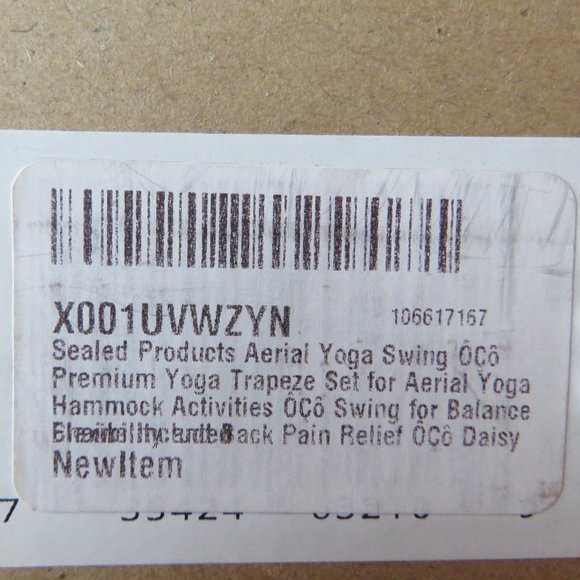 X001UVWZYN 106617167
Sealed Products Aerial Yoga Swing ÔÇô
Premium Yoga Trapeze Set for Aerial Yoga
Hammock Activities ÔÇô Swing for Balance
Back Pain Relief ÔÇô Daisy
NewItem
7